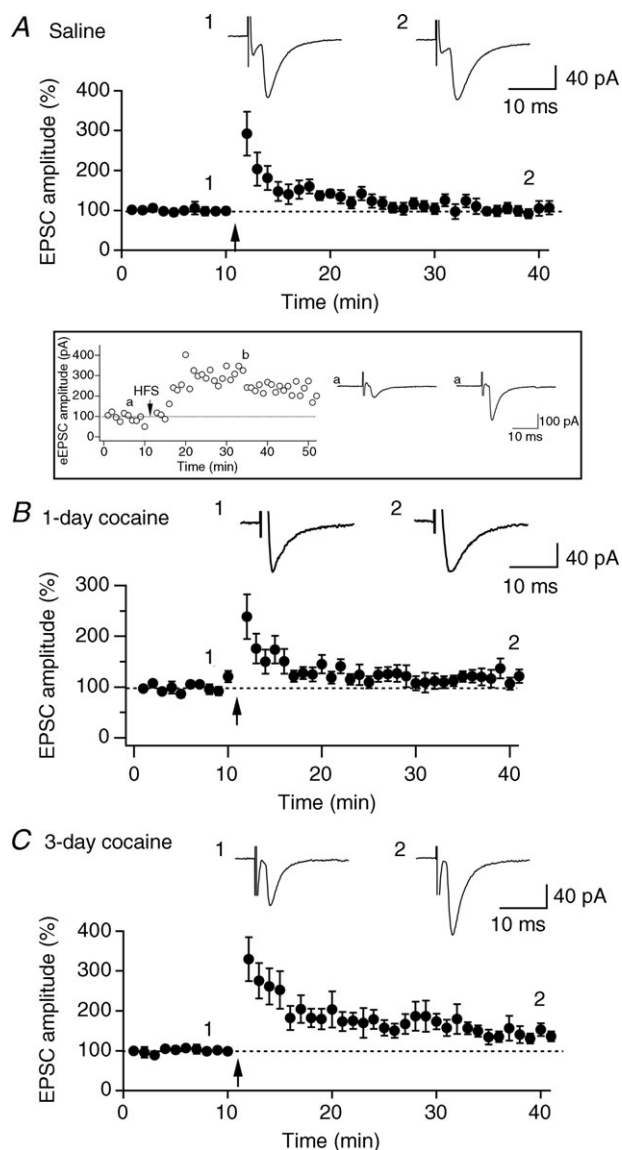 A Saline
1 2
40 pA
10 ms
EPSC amplitude (%)
400
300
200
100
0
1 2
0 10 20 30 40
Time (min)
eEPSC amplitude (pA)
400
300
200
100
0
a HFS b
0 10 20 30 40 50
Time (min)
a a
100 pA
10 ms
B 1-day cocaine
1 2
40 pA
10 ms
EPSC amplitude (%)
300
200
100
0
1 2
0 10 20 30 40
Time (min)
C 3-day cocaine
1 2
40 pA
10 ms
EPSC amplitude (%)
400
300
200
100
0
1 2
0 10 20 30 40
Time (min)